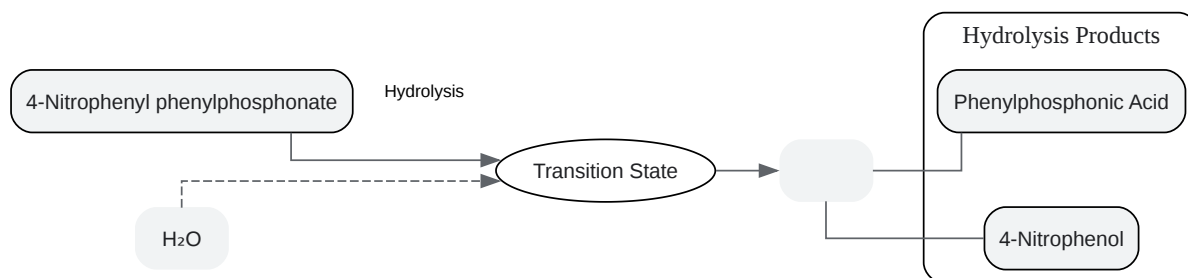 Hydrolysis Products
4-Nitrophenyl phenylphosphonate
Hydrolysis
Phenylphosphonic Acid
Transition State
H₂O
4-Nitrophenol